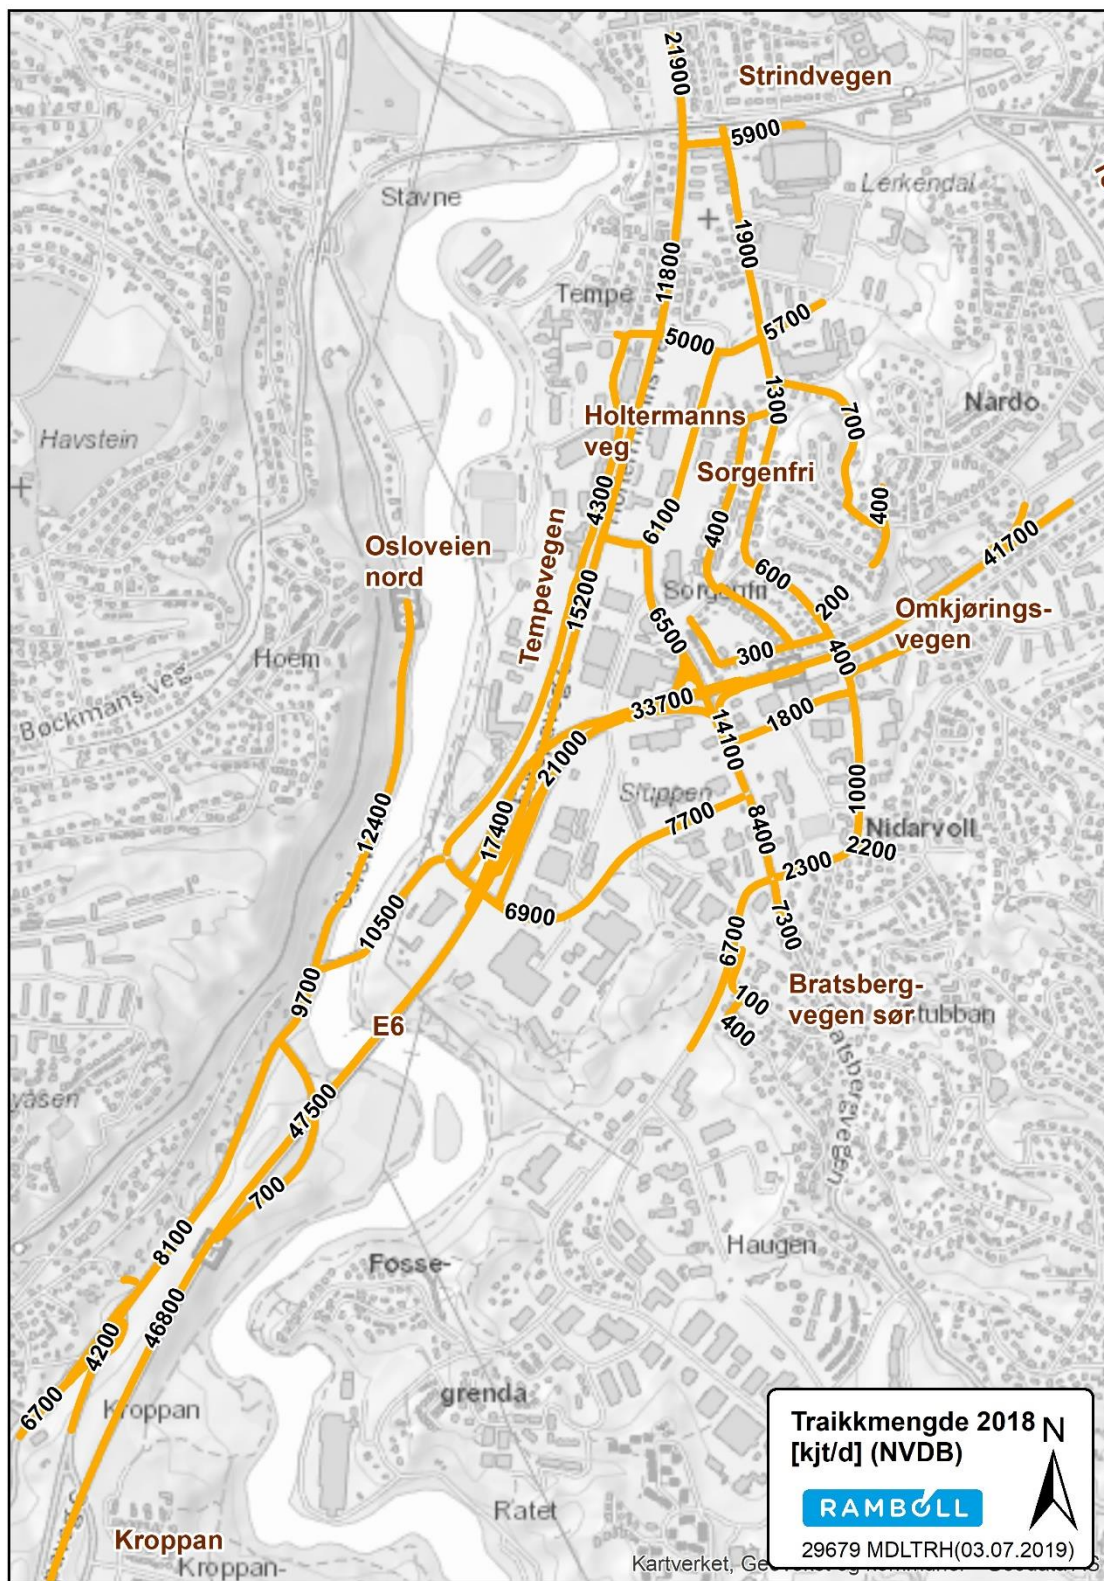 21900
Strindvegen
5900
Stavne
Lerkendal
1900
11800
Tempe
5700
5000
1300
Nardo
700
Holtermanns
veg
Havstein
Sorgenfri
4300
400
6100
400
41700
Tempevegen
Osloveien
nord
600
15200
Sorgenfri
200
Omkjørings-
vegen
6500
Hoem
300
400
Bøckmans veg
33700
14100
1800
21000
Sluppen
1000
7700
12400
17400
8400
Nidarvoll
2200
2300
6900
10500
7300
6700
9700
Bratsberg-
vegen sør
100
400
E6
47500
700
8100
Haugen
Fosse-
46800
4200
6700
Kroppan
grenda
Traikkmengde 2018
[kjt/d] (NVDB)
N
RAMBOLL
29679 MDLTRH(03.07.2019)
Ratet
Kroppan
Kroppan-
Kartverket,